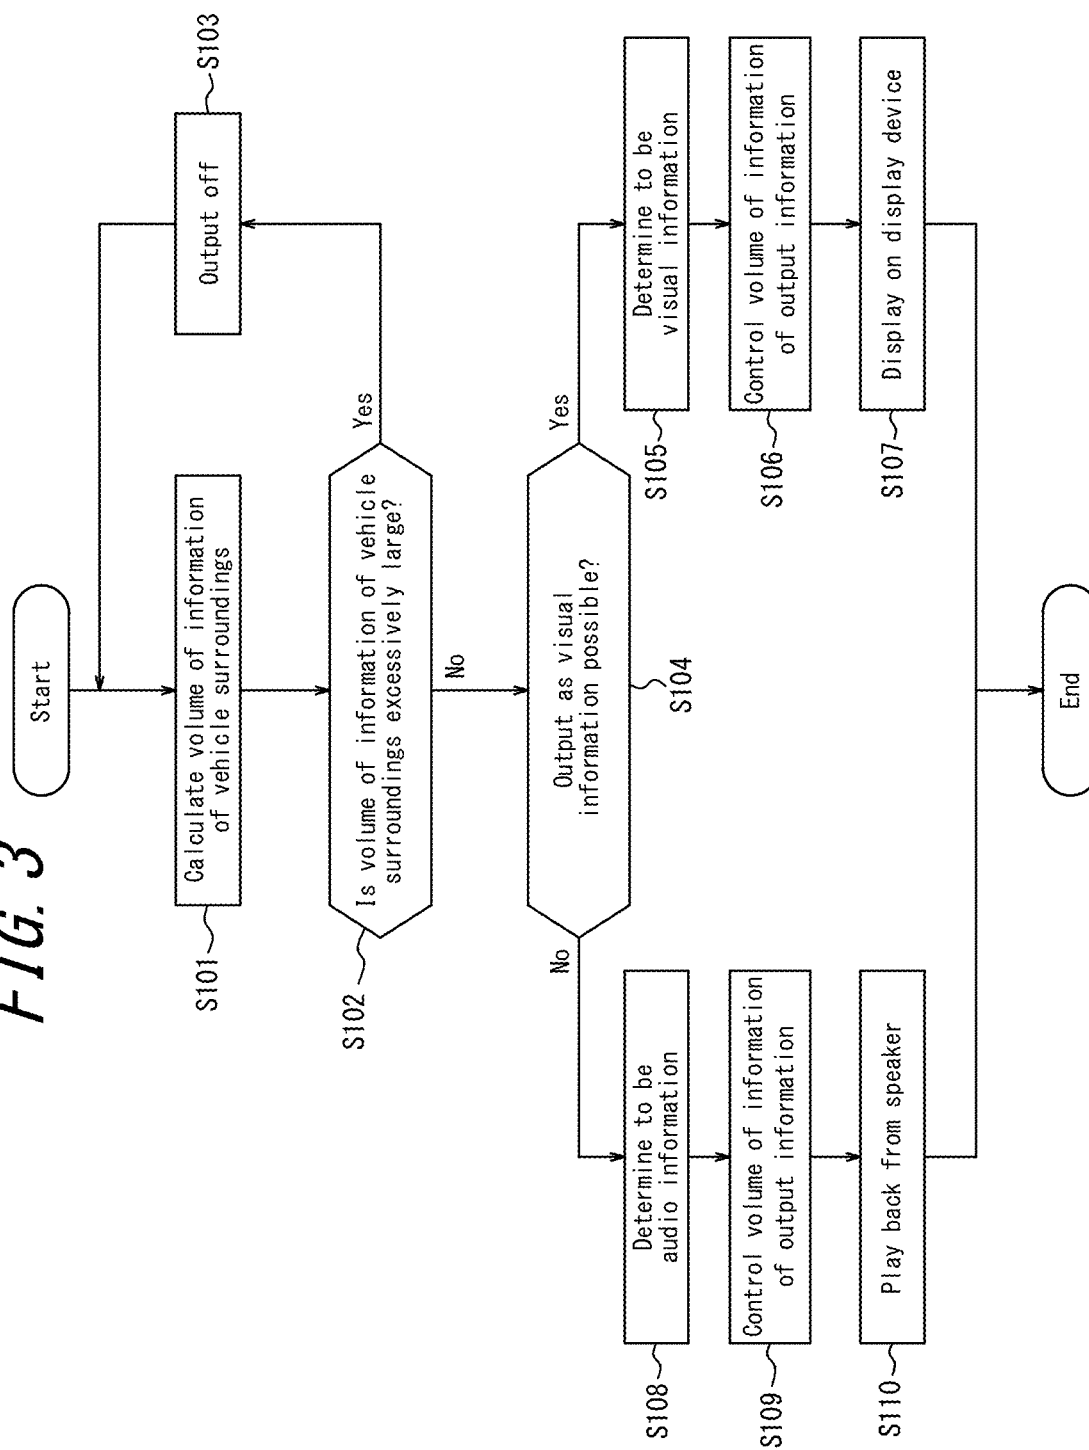 FIG. 3
Start
Calculate volume of information
of vehicle surroundings
S101
Is volume of information of vehicle
surroundings excessively large?
S102
Yes
Output off
S103
No
Output as visual
information possible?
S104
Yes
Determine to be
visual information
S105
Control volume of information
of output information
S106
Display on display device
S107
No
Determine to be
audio information
S108
Control volume of information
of output information
S109
Play back from speaker
S110
End